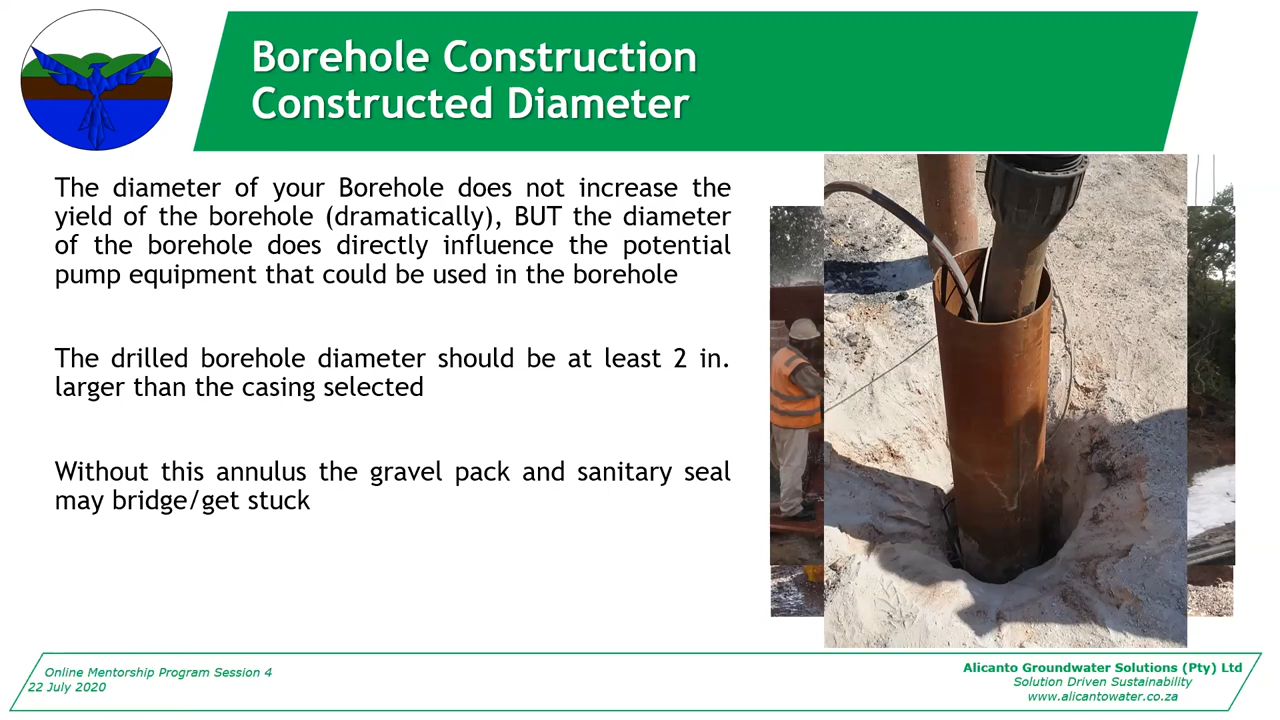 Borehole Construction
Constructed Diameter
The diameter of your Borehole does not increase the
yield of the borehole (dramatically), BUT the diameter
of the borehole does directly influence the potential
pump equipment that could be used in the borehole
The drilled borehole diameter should be at least 2 in.
larger than the casing selected
Without this annulus the gravel pack and sanitary seal
may bridge/get stuck
Online Mentorship Program Session 4
22 July 2020
Alicanto Groundwater Solutions (Pty) Ltd
Solution Driven Sustainability
www.alicantowater.co.za